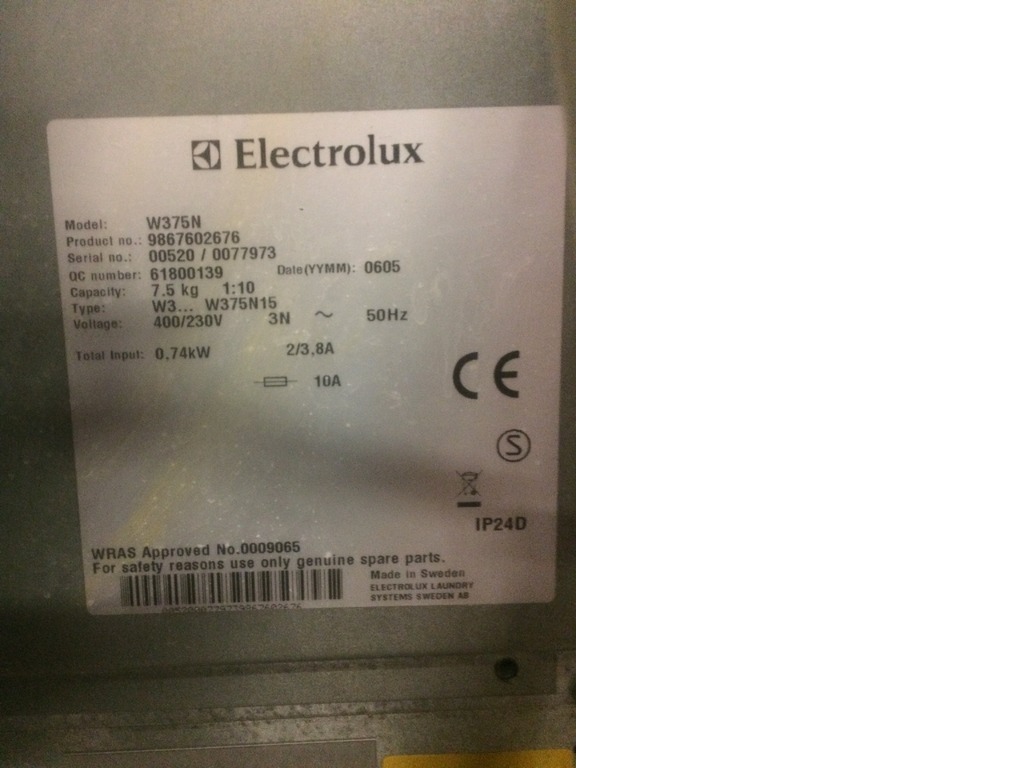 Electrolux
Model: W375N
Product no.: 9867602676
Serial no.: 00520 / 0077973
QC number: 61800139 Date(YYMM): 0605
Capacity: 7.5 kg 1:10
Type: W3... W375N15
Voltage: 400/230V 3N ~ 50Hz
Total Input: 0,74kW 2/3,8A
10A
CE
S
IP24D
WRAS Approved No.0009065
For safety reasons use only genuine spare parts.
Made in Sweden
ELECTROLUX LAUNDRY
SYSTEMS SWEDEN AB